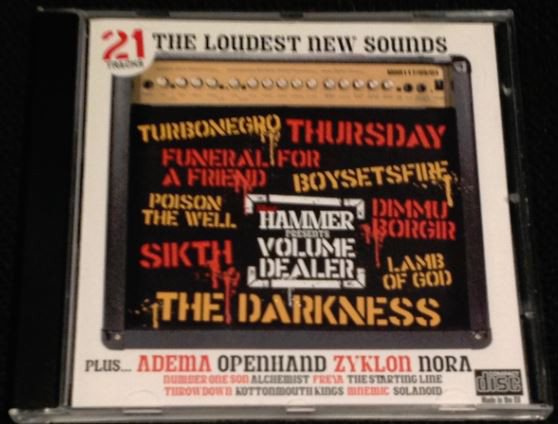 21
TRACKS
THE LOUDEST NEW SOUNDS
TURBONEGRO
THURSDAY
FUNERAL FOR
A FRIEND
BOYSETSFIRE
POISON
THE WELL
HAMMER
PRESENTS
VOLUME
DEALER
DIMMU
BORGIR
SIKTH
LAMB
OF GOD
THE DARKNESS
PLUS... ADEMA OPENHAND ZYKLON NORA
NUMBER ONE SON ALCHEMIST FREYA THE STARTING LINE
THROWDOWN KOTTONMOUTH KINGS MNEMIC SOLANOID
COMPACT
disc
Made in the EU